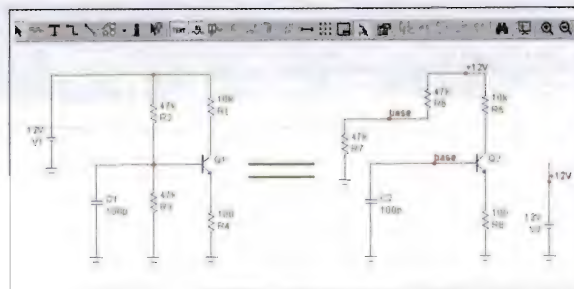 TEXT
+12V
47k
R2
10k
R1
47k
R6
10k
R5
base
12V
V1
Q1
47k
R7
base
Q2
+12V
C1
100p
47k
R3
100
R4
C2
100p
100
R8
12V
V2